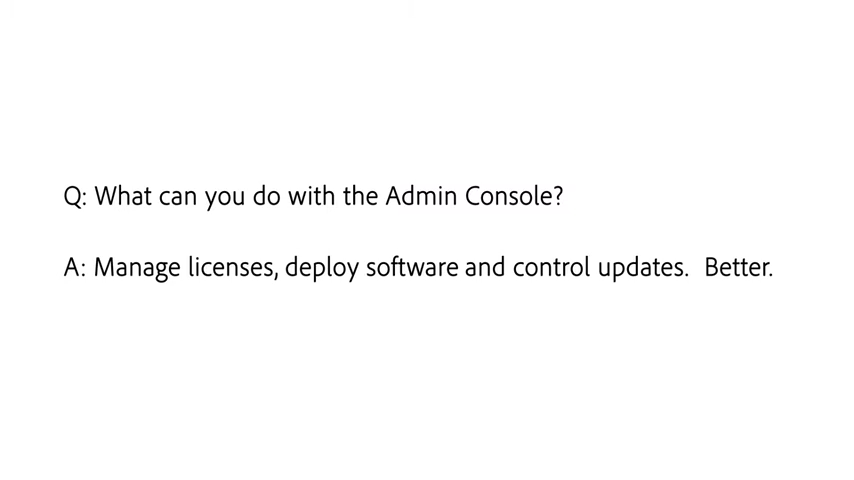 Q: What can you do with the Admin Console?
A: Manage licenses, deploy software and control updates.  Better.